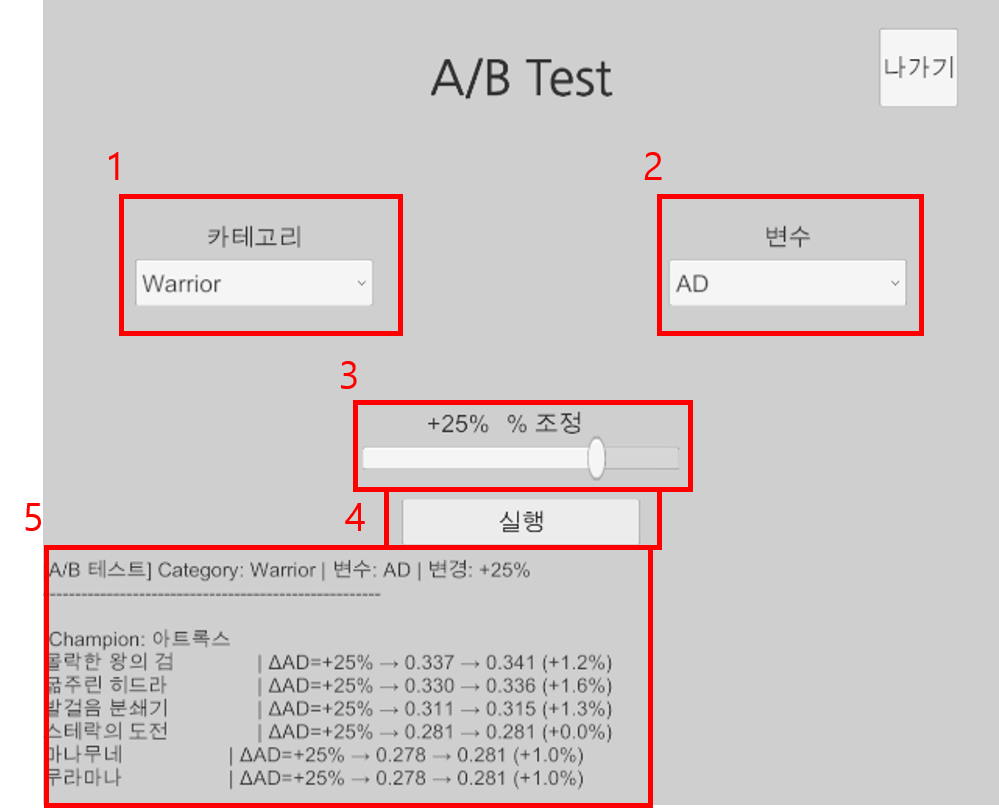 A/B Test
나가기
1
2
카테고리
변수
Warrior
AD
3
+25% % 조정
5
4
실행
A/B 테스트] Category: Warrior | 변수: AD | 변경: +25%
------------------------------------------------------
Champion: 아트록스
몰락한 왕의 검 | ΔAD=+25% → 0.337 → 0.341 (+1.2%)
굶주린 히드라 | ΔAD=+25% → 0.330 → 0.336 (+1.6%)
발걸음 분쇄기 | ΔAD=+25% → 0.311 → 0.315 (+1.3%)
스테락의 도전 | ΔAD=+25% → 0.281 → 0.281 (+0.0%)
마나무네 | ΔAD=+25% → 0.278 → 0.281 (+1.0%)
무라마나 | ΔAD=+25% → 0.278 → 0.281 (+1.0%)